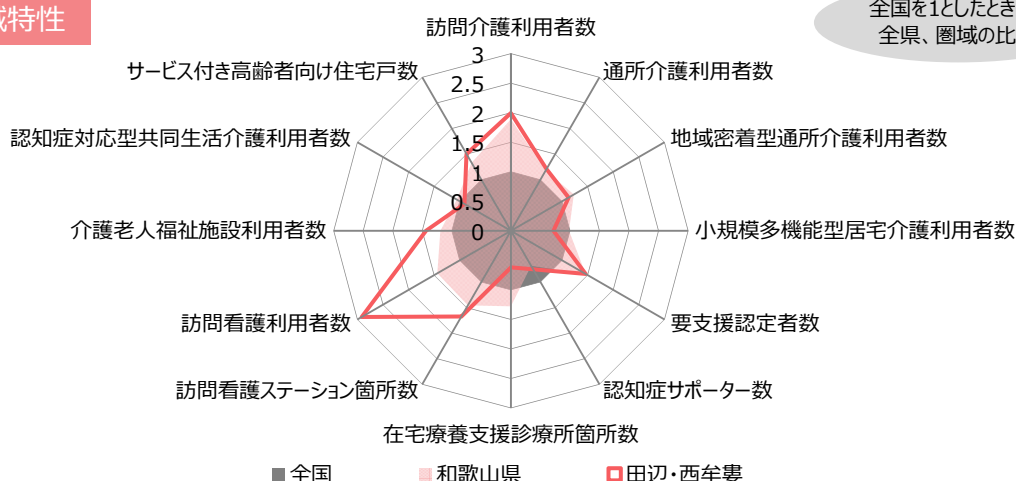 域特性
全国を1としたとき
全県、圏域の比
訪問介護利用者数
通所介護利用者数
地域密着型通所介護利用者数
小規模多機能型居宅介護利用者数
要支援認定者数
認知症サポーター数
在宅療養支援診療所箇所数
訪問看護ステーション箇所数
訪問看護利用者数
介護老人福祉施設利用者数
認知症対応型共同生活介護利用者数
サービス付き高齢者向け住宅戸数
3
2.5
2
1.5
1
0.5
0
全国
和歌山県
田辺・西牟婁